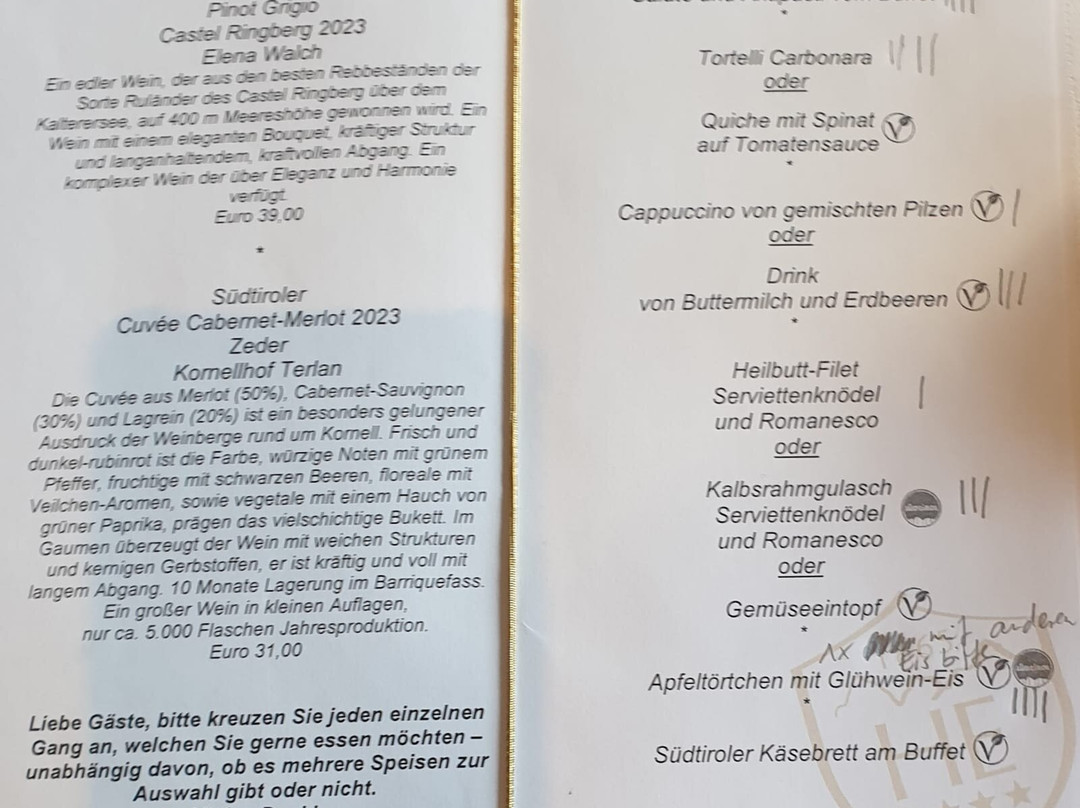 Pinot Grigio
Castel Ringberg 2023
Elena Walch
Ein edler Wein, der aus den besten Rebbeständen der
Sorte Ruländer des Castel Ringberg über dem
Kalterersee, auf 400 m Meereshöhe gewonnen wird. Ein
Wein mit einem eleganten Bouquet, kräftiger Struktur
und langanhaltendem, kraftvollen Abgang. Ein
komplexer Wein der über Eleganz und Harmonie
verfügt.
Euro 39,00
*
Südtiroler
Cuvée Cabernet-Merlot 2023
Zeder
Kornellhof Terlan
Die Cuvée aus Merlot (50%), Cabernet-Sauvignon
(30%) und Lagrein (20%) ist ein besonders gelungener
Ausdruck der Weinberge rund um Kornell. Frisch und
dunkel-rubinrot ist die Farbe, würzige Noten mit grünem
Pfeffer, fruchtige mit schwarzen Beeren, floreale mit
Veilchen-Aromen, sowie vegetale mit einem Hauch von
grüner Paprika, prägen das vielschichtige Bukett. Im
Gaumen überzeugt der Wein mit weichen Strukturen
und kernigen Gerbstoffen, er ist kräftig und voll mit
langem Abgang. 10 Monate Lagerung im Barriquefass.
Ein großer Wein in kleinen Auflagen,
nur ca. 5.000 Flaschen Jahresproduktion.
Euro 31,00
Liebe Gäste, bitte kreuzen Sie jeden einzelnen
Gang an, welchen Sie gerne essen möchten –
unabhängig davon, ob es mehrere Speisen zur
Auswahl gibt oder nicht.
*
Tortelli Carbonara
oder
Quiche mit Spinat
auf Tomatensauce
*
Cappuccino von gemischten Pilzen
oder
Drink
von Buttermilch und Erdbeeren
*
Heilbutt-Filet
Serviettenknödel
und Romanesco
oder
Kalbsrahmgulasch
Serviettenknödel
und Romanesco
oder
Gemüseeintopf
*
1x mit anderen
Eis bitte
Apfeltörtchen mit Glühwein-Eis
*
Südtiroler Käsebrett am Buffet
HE